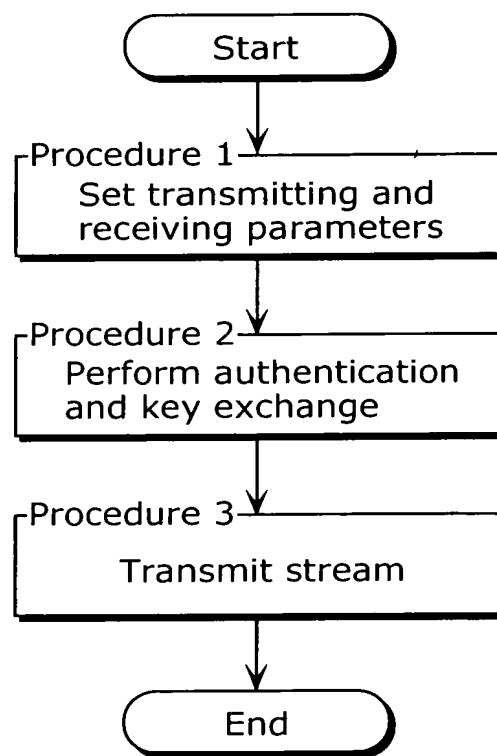 Start
Procedure 1
Set transmitting and
receiving parameters
Procedure 2
Perform authentication
and key exchange
Procedure 3
Transmit stream
End